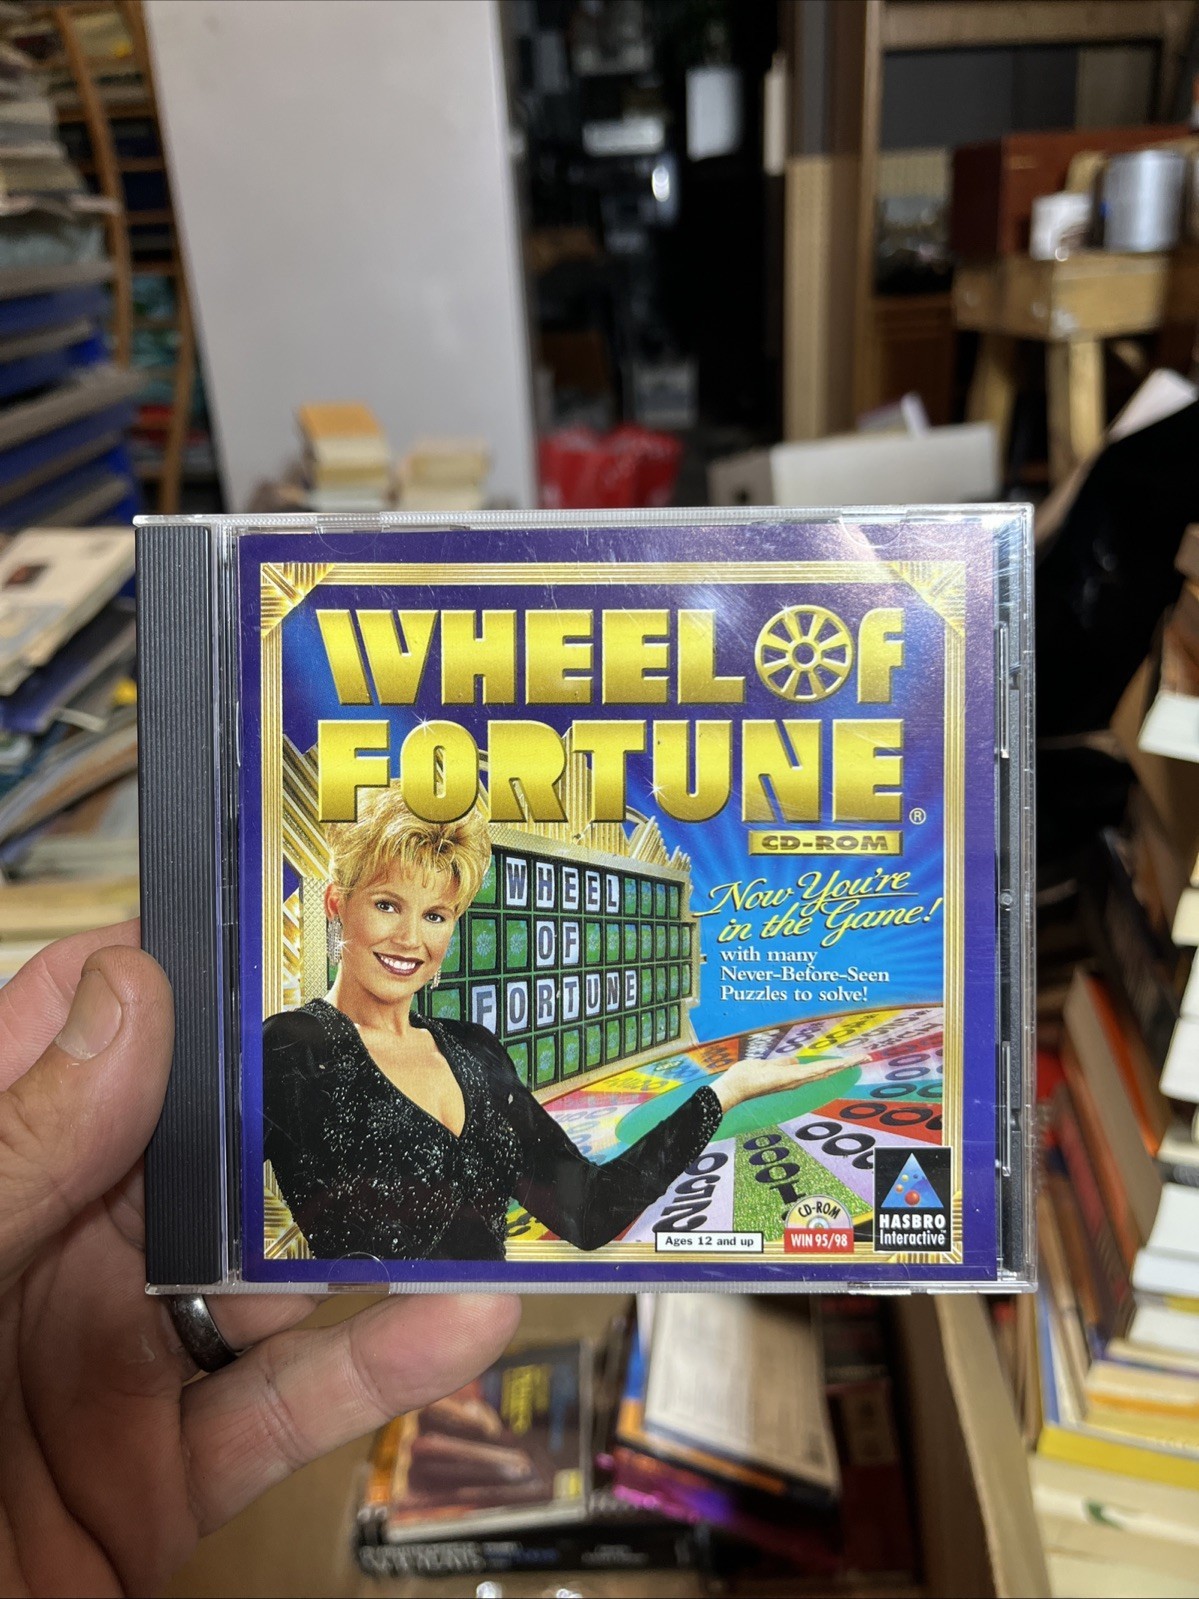 WHEEL OF
FORTUNE®
CD-ROM
Now You're
in the Game!
with many
Never-Before-Seen
Puzzles to solve!
WHEEL
OF
FORTUNE
Ages 12 and up
CD-ROM
WIN 95/98
HASBRO
Interactive